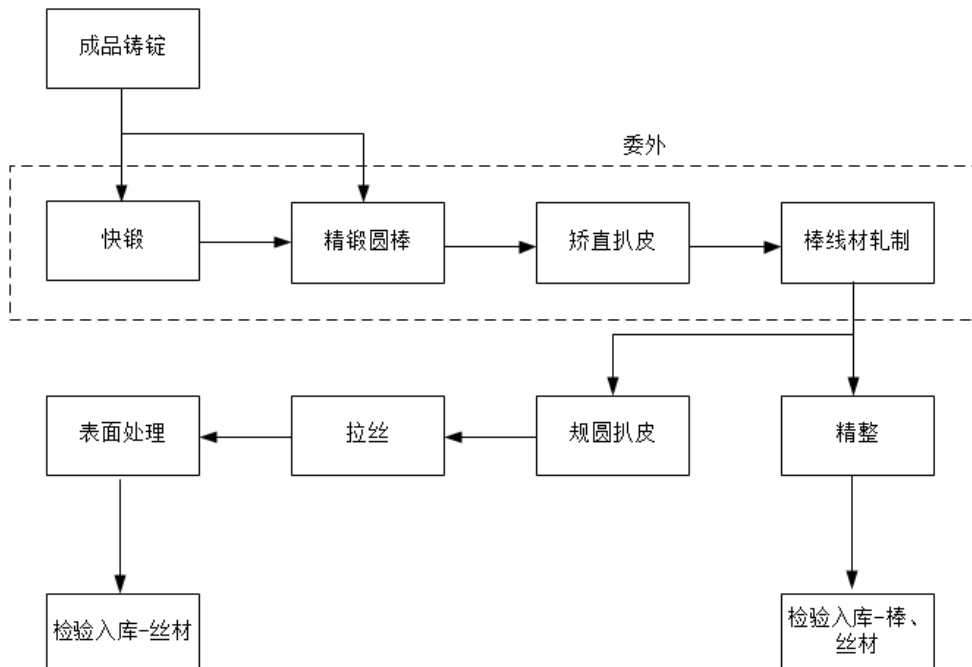 成品铸锭
委外
快锻
精锻圆棒
矫直扒皮
棒线材轧制
表面处理
拉丝
规圆扒皮
精整
检验入库-丝材
检验入库-棒、
丝材